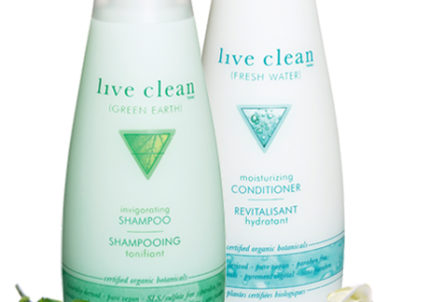 live clean
(GREEN EARTH)
invigorating
SHAMPOO
SHAMPOOING
tonifiant
certified organic botanicals
live clean
(FRESH WATER)
moisturizing
CONDITIONER
REVITALISANT
hydratant
certified organic botanicals
plantes certifiées biologiques